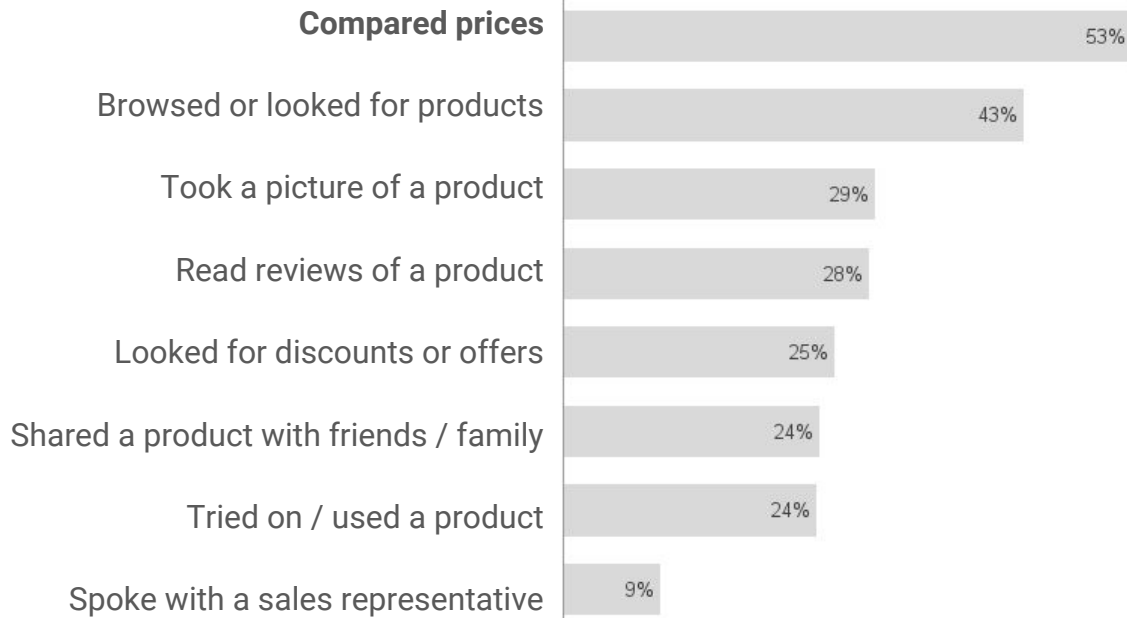 Compared prices 53%
Browsed or looked for products 43%
Took a picture of a product 29%
Read reviews of a product 28%
Looked for discounts or offers 25%
Shared a product with friends / family 24%
Tried on / used a product 24%
Spoke with a sales representative 9%